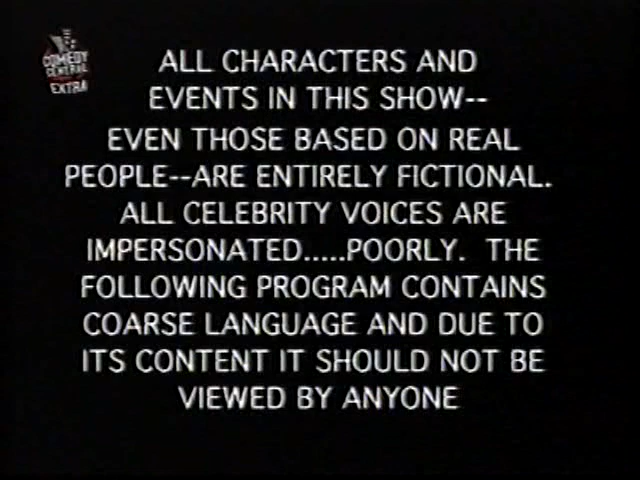 COMEDY
CENTRAL
EXTRA
ALL CHARACTERS AND
EVENTS IN THIS SHOW--
EVEN THOSE BASED ON REAL
PEOPLE--ARE ENTIRELY FICTIONAL.
ALL CELEBRITY VOICES ARE
IMPERSONATED.....POORLY. THE
FOLLOWING PROGRAM CONTAINS
COARSE LANGUAGE AND DUE TO
ITS CONTENT IT SHOULD NOT BE
VIEWED BY ANYONE